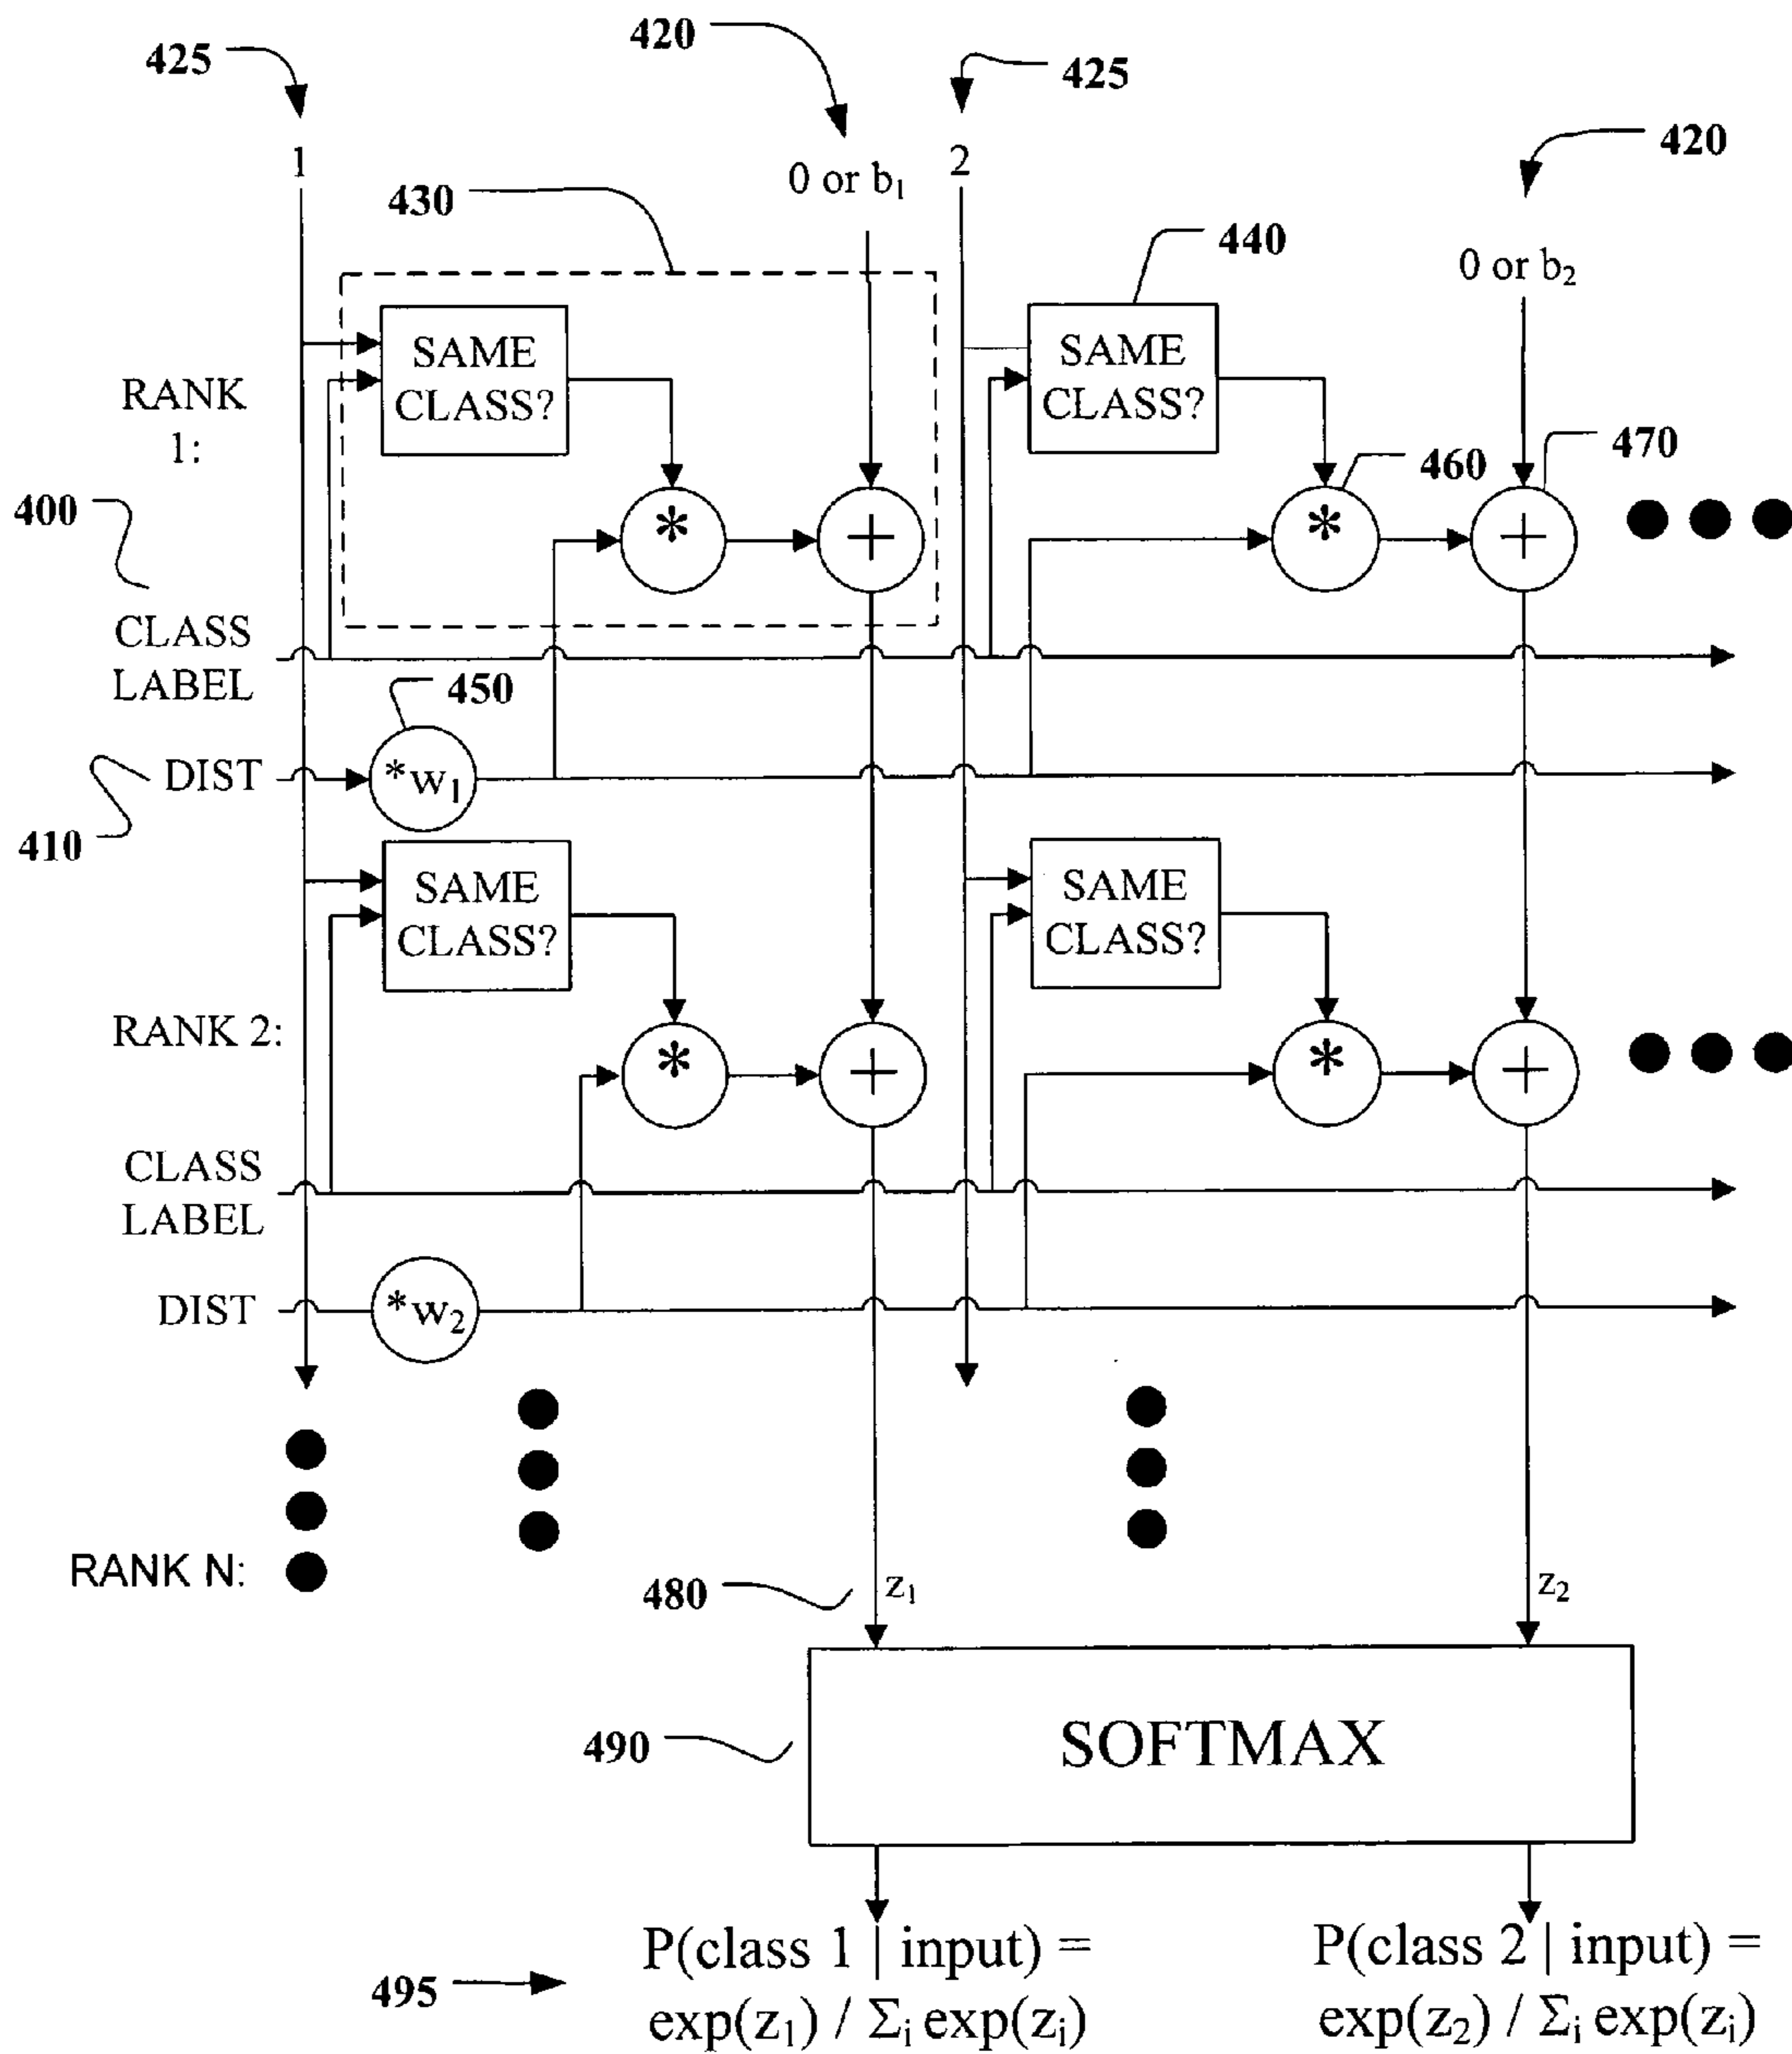 420
425
425
1
0 or b₁
2
420
430
440
0 or b₂
SAME
CLASS?
SAME
CLASS?
RANK
1:
470
460
400
*
+
*
+
CLASS
LABEL
450
DIST
*w₁
410
SAME
CLASS?
SAME
CLASS?
RANK 2:
*
+
*
+
CLASS
LABEL
DIST
*w₂
RANK N:
480
z₁
z₂
490
SOFTMAX
P(class 1 | input) =
exp(z₁) / Σᵢ exp(zᵢ)
P(class 2 | input) =
exp(z₂) / Σᵢ exp(zᵢ)
495